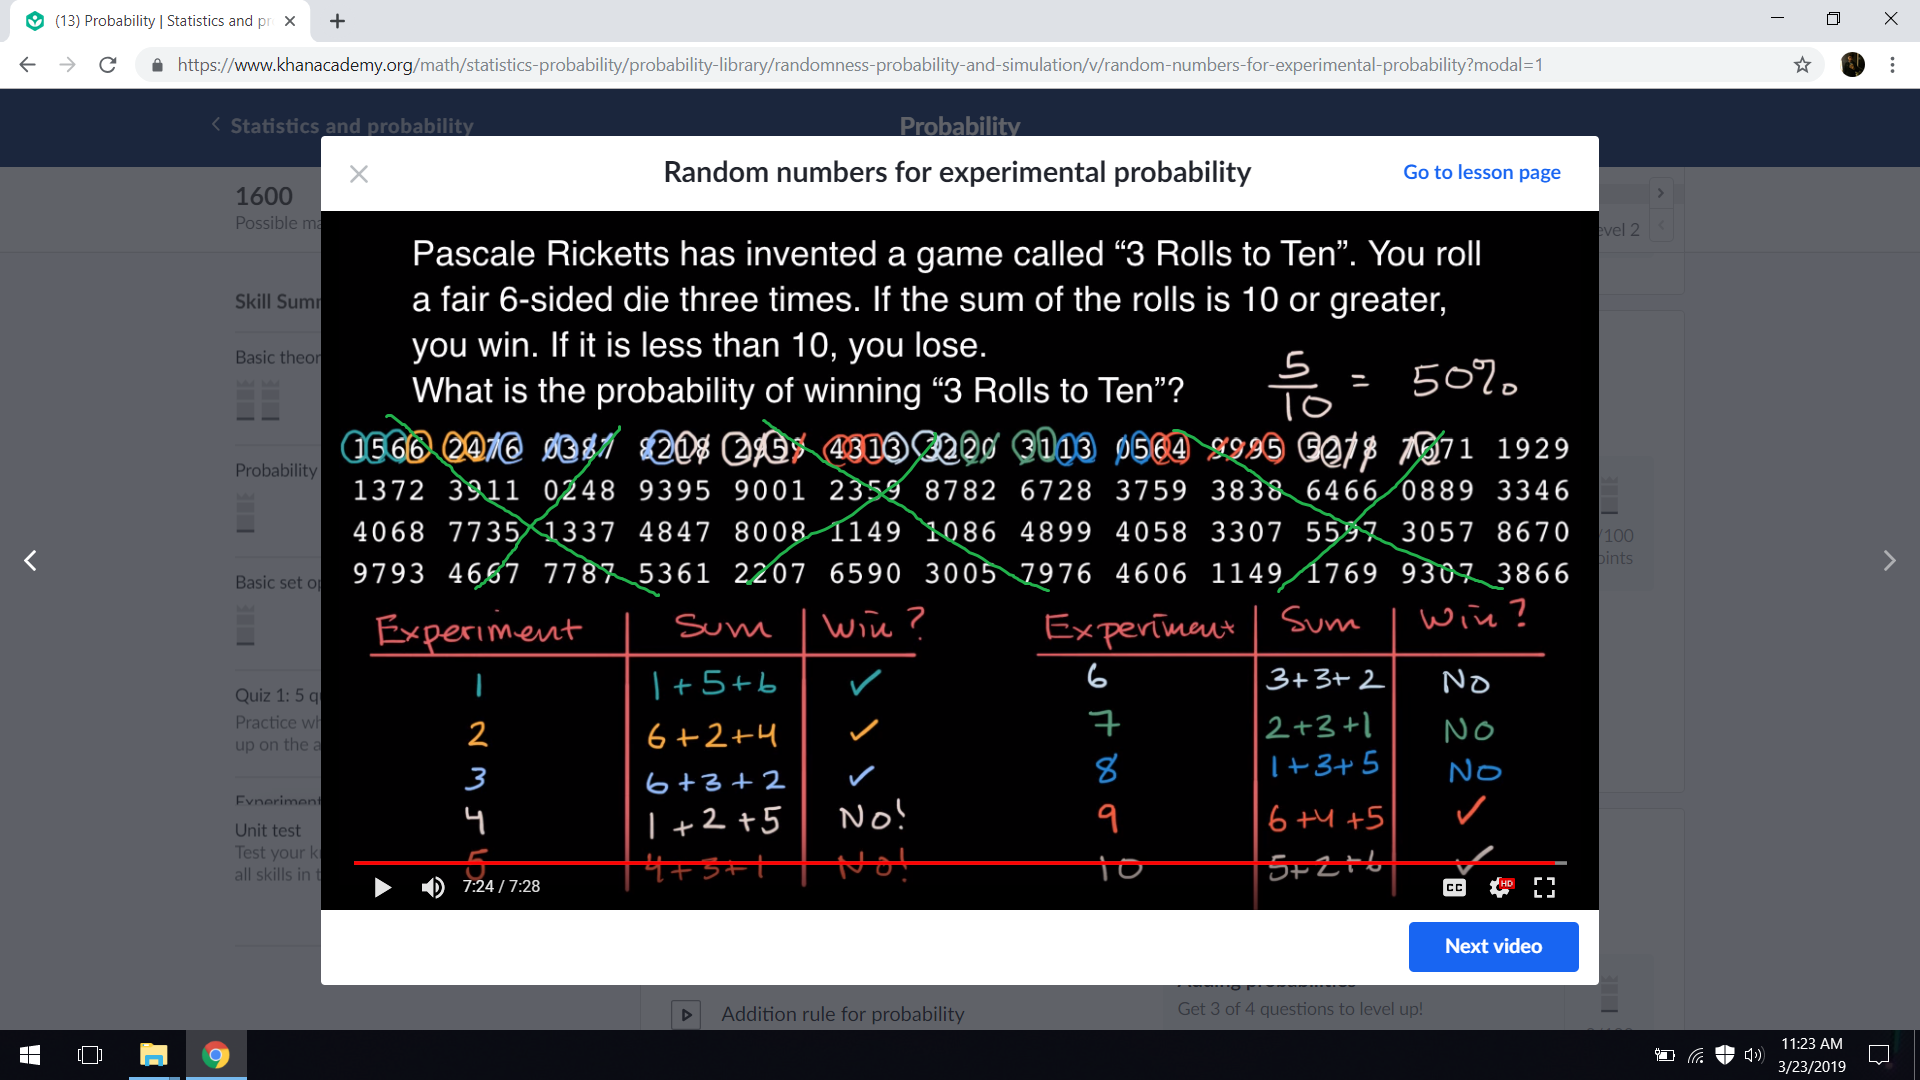 (13) Probability | Statistics and pr
https://www.khanacademy.org/math/statistics-probability/probability-library/randomness-probability-and-simulation/v/random-numbers-for-experimental-probability?modal=1
Statistics and probability
Probability
Random numbers for experimental probability
Go to lesson page
1600
Possible ma
evel 2
Skill Summ
Basic theor
Probability
Basic set op
Quiz 1: 5 qu
Practice wh
up on the a
Experiment
Unit test
Test your k
all skills in t
/100
oints
Pascale Ricketts has invented a game called “3 Rolls to Ten”. You roll
a fair 6-sided die three times. If the sum of the rolls is 10 or greater,
you win. If it is less than 10, you lose.
What is the probability of winning “3 Rolls to Ten”?
5/10 = 50%
1566 2476 0387 8218 2959 4313 3220 3113 0564 9995 5278 7671 1929
1372 3911 0248 9395 9001 2359 8782 6728 3759 3838 6466 0889 3346
4068 7735 1337 4847 8008 1149 1086 4899 4058 3307 5597 3057 8670
9793 4667 7787 5361 2207 6590 3005 7976 4606 1149 1769 9307 3866
Experiment Sum Win?
1 1+5+6 ✓
2 6+2+4 ✓
3 6+3+2 ✓
4 1+2+5 No!
5 4+3+1 No!
Experiment Sum Win?
6 3+3+2 No
7 2+3+1 No
8 1+3+5 No
9 6+4+5 ✓
10 5+2+6 ✓
7:24 / 7:28
CC
HD
Next video
Addition rule for probability
Adding probabilities
Get 3 of 4 questions to level up!
11:23 AM
3/23/2019